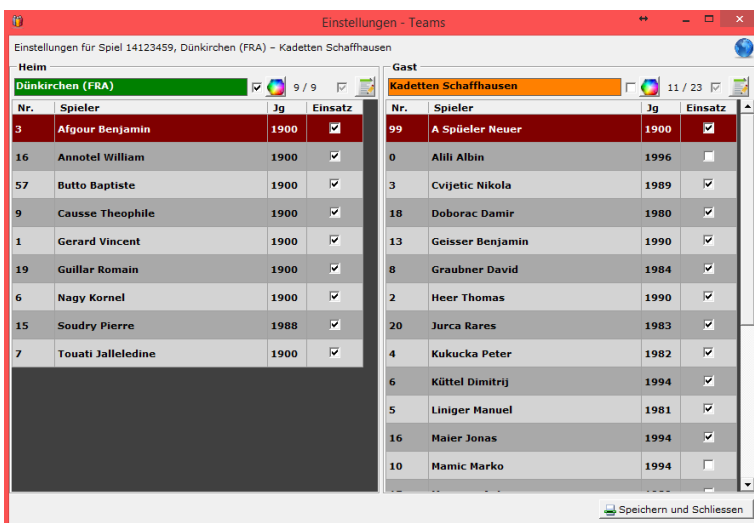 Einstellungen - Teams
Einstellungen für Spiel 14123459, Dünkirchen (FRA) – Kadetten Schaffhausen
Heim
Dünkirchen (FRA) 9 / 9
Nr. Spieler Jg Einsatz
3 Afgour Benjamin 1900
16 Annotel William 1900
57 Butto Baptiste 1900
9 Causse Theophile 1900
1 Gerard Vincent 1900
19 Guillar Romain 1900
6 Nagy Kornel 1900
15 Soudry Pierre 1988
7 Touati Jalleledine 1900
Gast
Kadetten Schaffhausen 11 / 23
Nr. Spieler Jg Einsatz
99 A Spüeler Neuer 1900
0 Alili Albin 1996
3 Cvijetic Nikola 1989
18 Doborac Damir 1980
13 Geisser Benjamin 1990
8 Graubner David 1984
2 Heer Thomas 1990
20 Jurca Rares 1983
4 Kukucka Peter 1982
6 Küttel Dimitrij 1994
5 Liniger Manuel 1981
16 Maier Jonas 1994
10 Mamic Marko 1994
Speichern und Schliessen